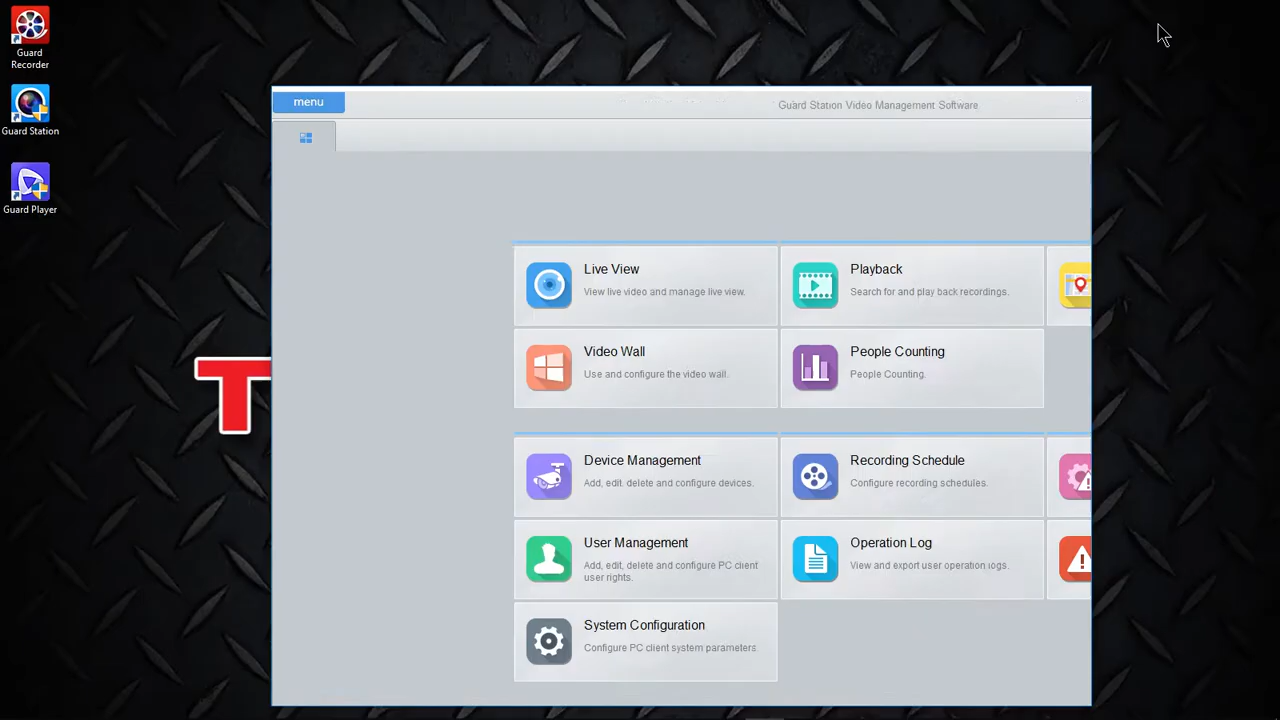 Guard
Recorder
Guard Station
Guard Player
T
menu
Guard Station Video Management Software
Live View
View live video and manage live view.
Playback
Search for and play back recordings.
Video Wall
Use and configure the video wall.
People Counting
People Counting.
Device Management
Add, edit, delete and configure devices.
Recording Schedule
Configure recording schedules.
User Management
Add, edit, delete and configure PC client
user rights.
Operation Log
View and export user operation logs.
System Configuration
Configure PC client system parameters.